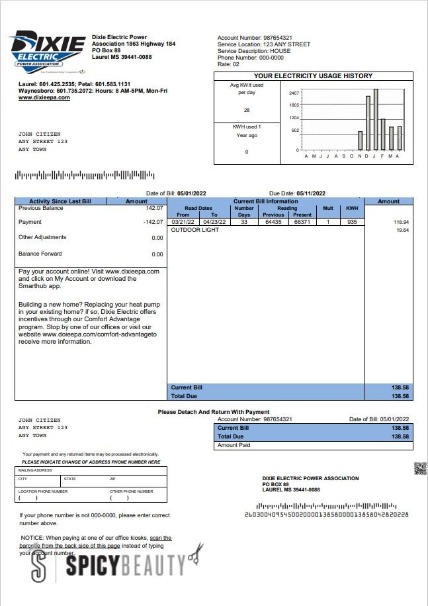 DIXIE
ELECTRIC
POWER ASSOCIATION
Dixie Electric Power
Association 1863 Highway 184
PO Box 88
Laurel MS 39441-0088
Laurel: 601.425.2535; Petal: 601.583.1131
Waynesboro: 601.735.2072: Hours: 8 AM-5PM, Mon-Fri
www.dixieepa.com
Account Number: 987654321
Service Location: 123 ANY STREET
Service Description: HOUSE
Phone Number: 000-0000
Rate: 02
YOUR ELECTRICITY USAGE HISTORY
Avg KWH used
per day
28
KWH used 1
Year ago
0
2407
1805
1204
602
0
A M J J A S O N D J F M A
JOHN CITIZEN
ANY STREET 123
ANY TOWN
Date of Bill: 05/01/2022 Due Date: 05/11/2022
Activity Since Last Bill Amount
Previous Balance 142.07
Payment -142.07
Other Adjustments 0.00
Balance Forward 0.00
Current Bill Information Amount
Read Dates Number Reading Mult KWH
From To Days Previous Present
03/21/22 04/23/22 33 64436 66371 1 935 118.94
OUTDOOR LIGHT 19.64
Pay your account online! Visit www.dixieepa.com
and click on My Account or download the
Smarthub app.
Building a new home? Replacing your heat pump
in your existing home? if so, Dixie Electric offers
incentives through our Comfort Advantage
program. Stop by one of our offices or visit our
website www.dixieepa.com/comfort-advantageto
receive more information.
Current Bill 138.58
Total Due 138.58
Please Detach And Return With Payment
JOHN CITIZEN
ANY STREET 123
ANY TOWN
Account Number: 987654321 Date of Bill: 05/01/2022
Current Bill 138.58
Total Due 138.58
Amount Paid
Your payment and any returned items may be processed electronically.
PLEASE INDICATE CHANGE OF ADDRESS PHONE NUMBER HERE
MAILING ADDRESS
CITY STATE ZIP
LOCATION PHONE NUMBER OTHER PHONE NUMBER
( ) ( )
DIXIE ELECTRIC POWER ASSOCIATION
PO BOX 88
LAUREL MS 39441-0088
If your phone number is not 000-0000, please enter correct
number above.
NOTICE: When paying at one of our office kiosks, scan the
barcode from the back side of this page instead of typing
your account number.
SPICYBEAUTY